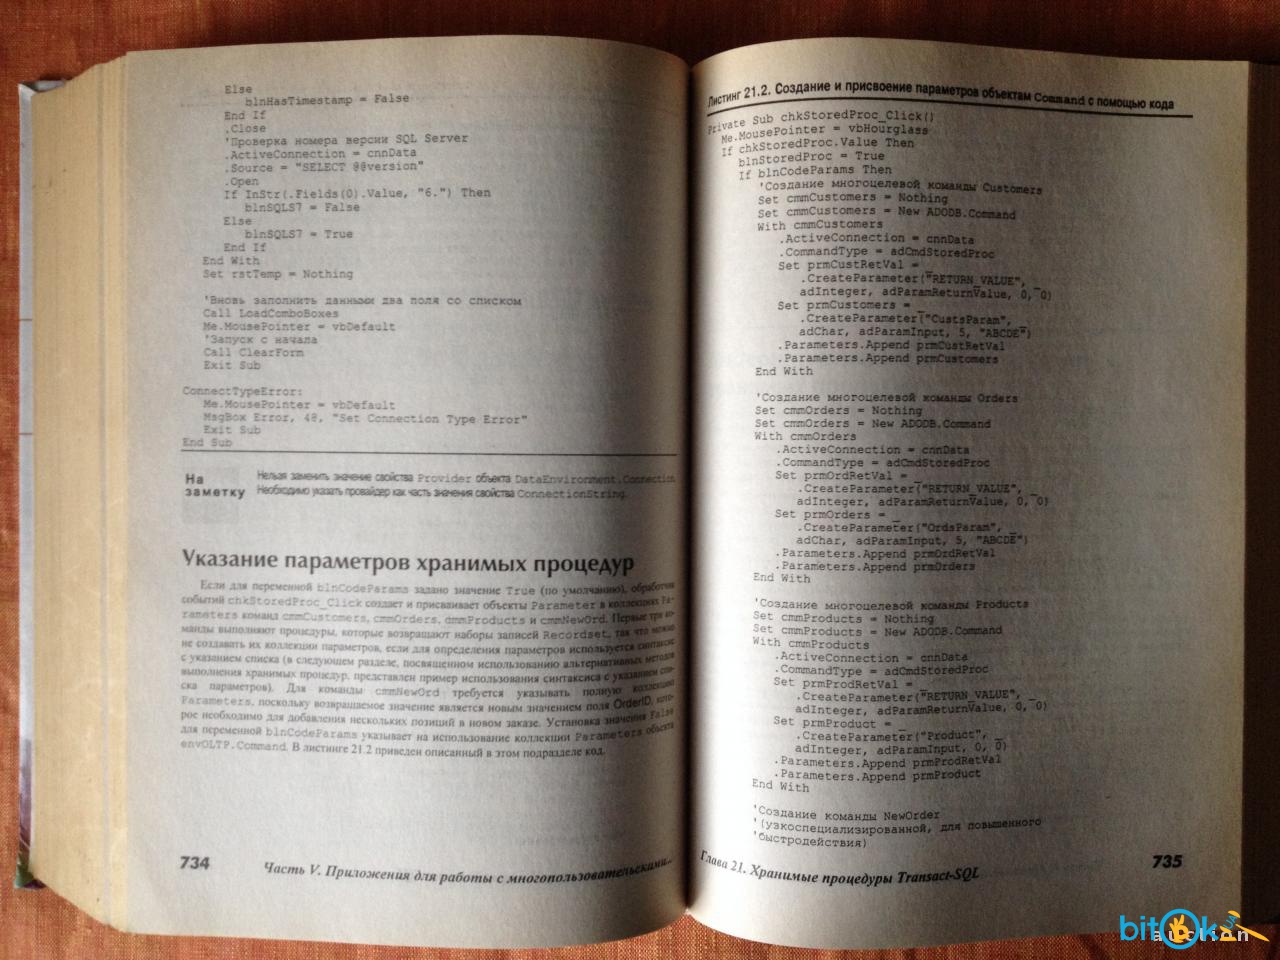 Else
blnHasTimestamp = False
End If
.Close
'Проверка номера версии SQL Server
.ActiveConnection = cnnData
.Source = "SELECT @@version"
.Open
If InStr(.Fields(0).Value, "6.") Then
blnSQLS7 = False
Else
blnSQLS7 = True
End If
End With
Set rstTemp = Nothing
'Вновь заполнить данными два поля со списком
Call LoadComboBoxes
Me.MousePointer = vbDefault
'Запуск с начала
Call ClearForm
Exit Sub
ConnectTypeError:
Me.MousePointer = vbDefault
MsgBox Error, 48, "Set Connection Type Error"
Exit Sub
End Sub
На заметку
Нельзя заменить значение свойства Provider объекта DataEnvironment.Connection.
Необходимо указать провайдер как часть значения свойства ConnectionString.
Указание параметров хранимых процедур
Если для переменной blnCodeParams задано значение True (по умолчанию), обработчик
событий chkStoredProc_Click создает и присваивает объекты Parameter в коллекциях Pa-
rameters команд cmmCustomers, cmmOrders, cmmProducts и cmmNewOrd. Первые три ко-
манды выполняют процедуры, которые возвращают наборы записей Recordset, так что можно
не создавать их коллекции параметров, если для определения параметров используется синтаксис
с указанием списка (в следующем разделе, посвященном использованию альтернативных методов
выполнения хранимых процедур, представлен пример использования синтаксиса с указанием спи-
ска параметров). Для команды cmmNewOrd требуется указывать полную коллекцию
Parameters, поскольку возвращаемое значение является новым значением поля OrderID, кото-
рое необходимо для добавления нескольких позиций в новом заказе. Установка значения False
для переменной blnCodeParams указывает на использование коллекции Parameters объекта
envOLTP.Command. В листинге 21.2 приведен описанный в этом подразделе код.
734
Часть V. Приложения для работы с многопользовательскими...
Листинг 21.2. Создание и присвоение параметров объектам Command с помощью кода
Private Sub chkStoredProc_Click()
Me.MousePointer = vbHourglass
If chkStoredProc.Value Then
blnStoredProc = True
If blnCodeParams Then
'Создание многоцелевой команды Customers
Set cmmCustomers = Nothing
Set cmmCustomers = New ADODB.Command
With cmmCustomers
.ActiveConnection = cnnData
.CommandType = adCmdStoredProc
Set prmCustRetVal = _
.CreateParameter("RETURN_VALUE", _
adInteger, adParamReturnValue, 0, 0)
Set prmCustomers = _
.CreateParameter("CustsParam", _
adChar, adParamInput, 5, "ABCDE")
.Parameters.Append prmCustRetVal
.Parameters.Append prmCustomers
End With
'Создание многоцелевой команды Orders
Set cmmOrders = Nothing
Set cmmOrders = New ADODB.Command
With cmmOrders
.ActiveConnection = cnnData
.CommandType = adCmdStoredProc
Set prmOrdRetVal = _
.CreateParameter("RETURN_VALUE", _
adInteger, adParamReturnValue, 0, 0)
Set prmOrders = _
.CreateParameter("OrdsParam", _
adChar, adParamInput, 5, "ABCDE")
.Parameters.Append prmOrdRetVal
.Parameters.Append prmOrders
End With
'Создание многоцелевой команды Products
Set cmmProducts = Nothing
Set cmmProducts = New ADODB.Command
With cmmProducts
.ActiveConnection = cnnData
.CommandType = adCmdStoredProc
Set prmProdRetVal = _
.CreateParameter("RETURN_VALUE", _
adInteger, adParamReturnValue, 0, 0)
Set prmProduct = _
.CreateParameter("Product", _
adInteger, adParamInput, 0, 0)
.Parameters.Append prmProdRetVal
.Parameters.Append prmProduct
End With
'Создание команды NewOrder
'(узкоспециализированной, для повышенного
'быстродействия)
Глава 21. Хранимые процедуры Transact-SQL
735
bitOk
auction